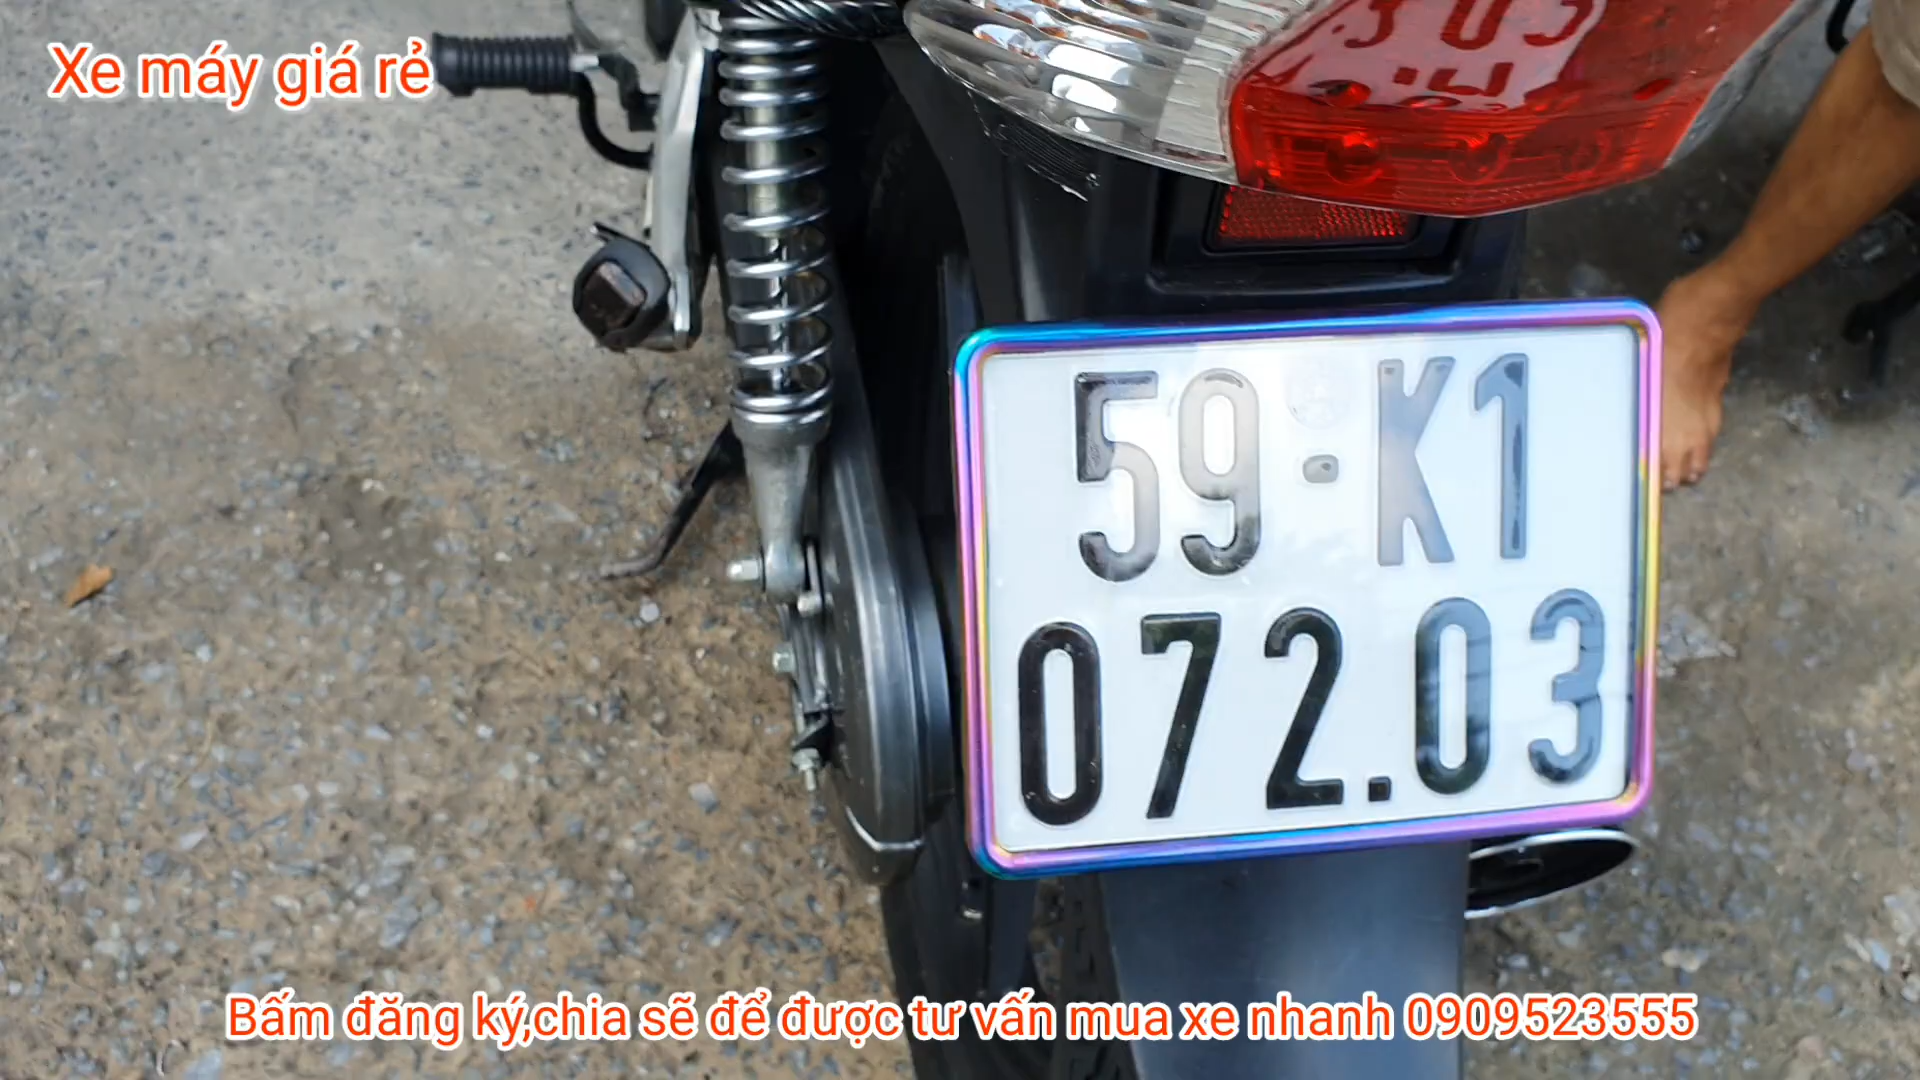 Xe máy giá rẻ
59-K1
072.03
Bấm đăng ký,chia sẽ để được tư vấn mua xe nhanh 0909523555